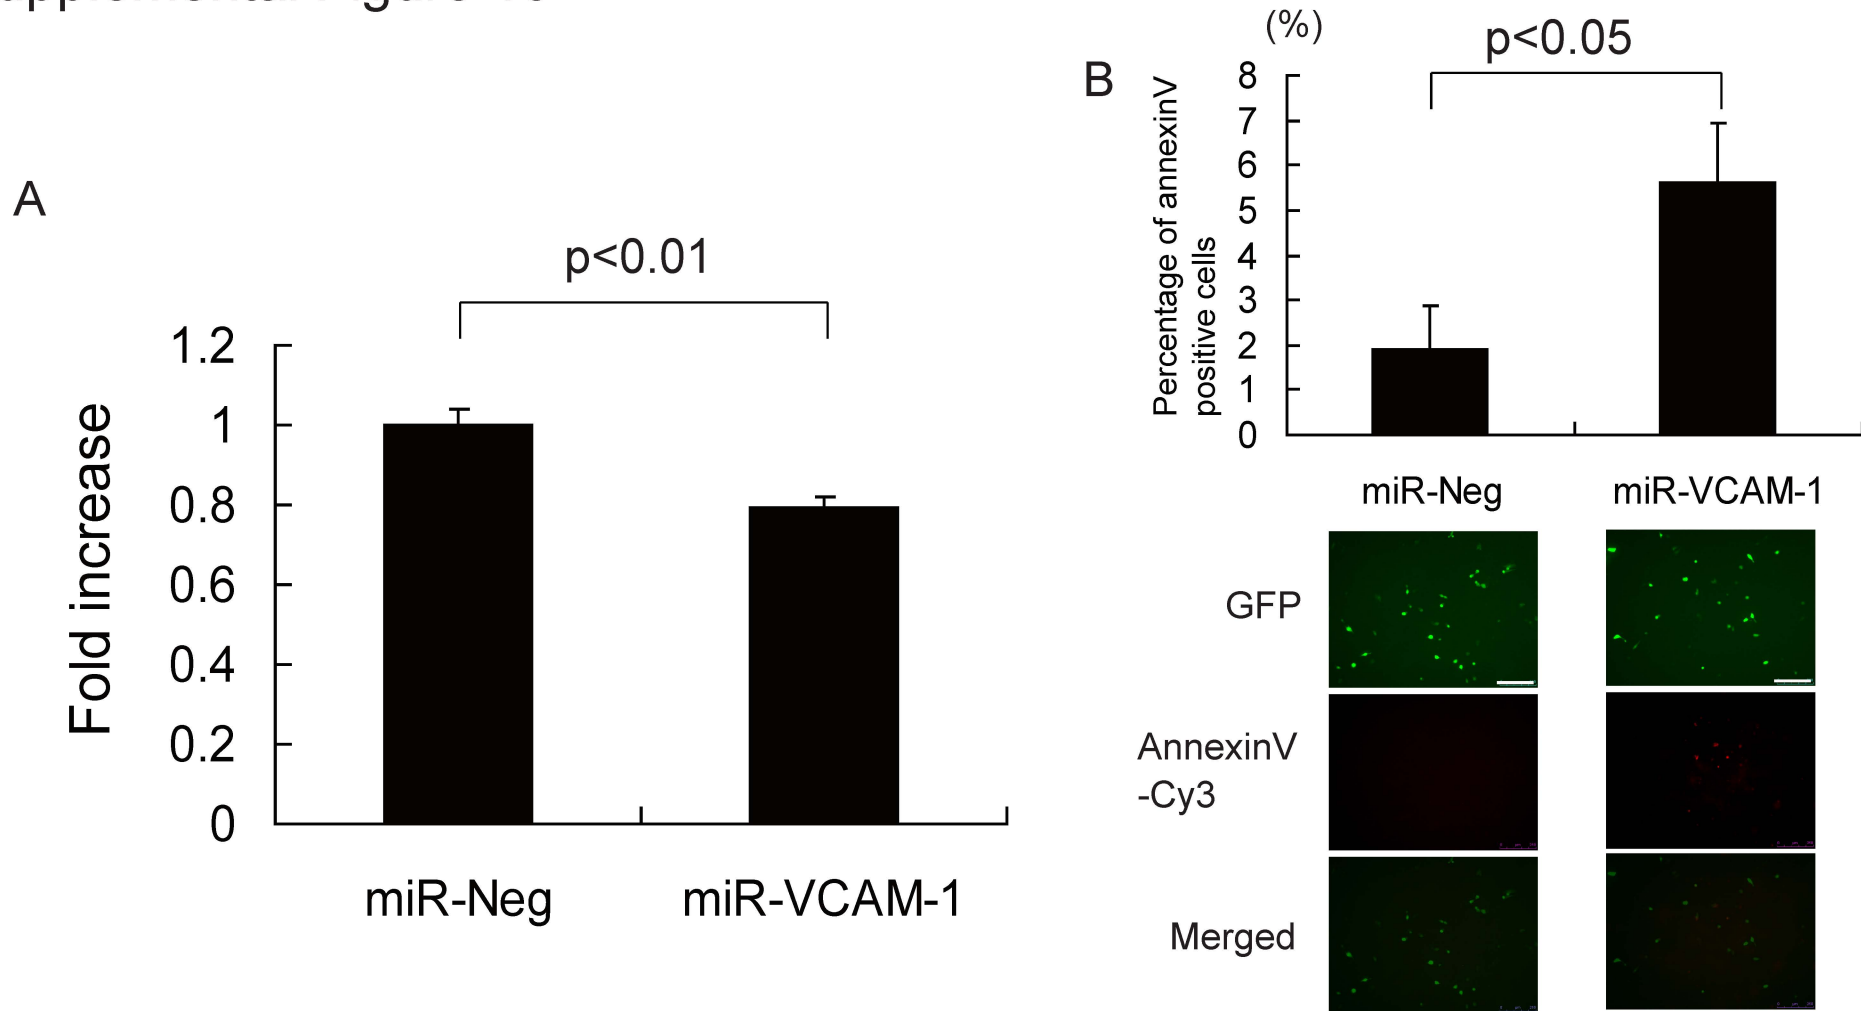 A
p<0.01
Fold increase
1.2
1
0.8
0.6
0.4
0.2
0
miR-Neg miR-VCAM-1
B
(%)
p<0.05
Percentage of annexinV
positive cells
8
7
6
5
4
3
2
1
0
miR-Neg miR-VCAM-1
GFP
AnnexinV
-Cy3
Merged